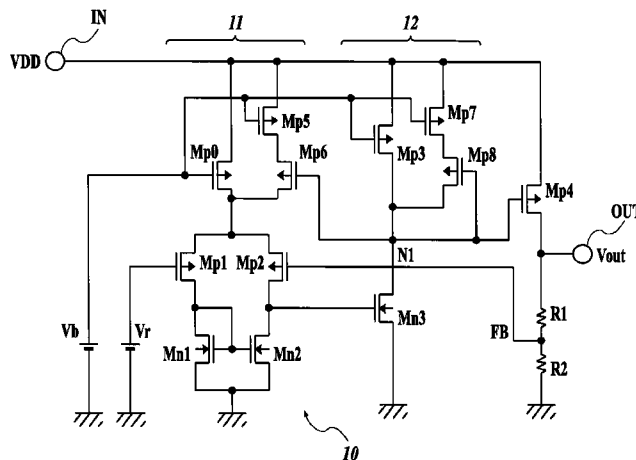 IN
11
12
VDD
Mp5
Mp7
Mp0
Mp6
Mp3
Mp8
Mp4
OUT
Vout
Mp1
Mp2
N1
Vb
Vr
Mn3
R1
FB
Mn1
Mn2
R2
10